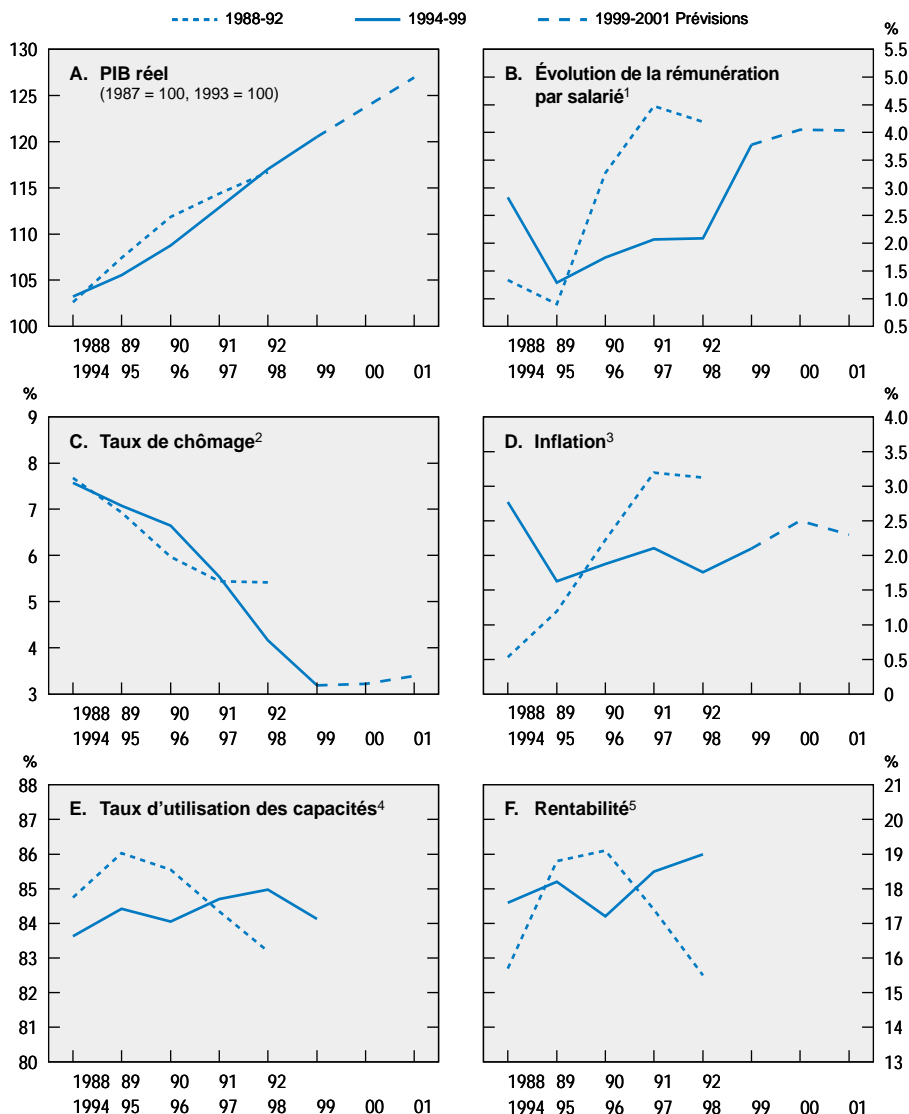 1988-92 1994-99 1999-2001 Prévisions
A. PIB réel
(1987 = 100, 1993 = 100)
130
125
120
115
110
105
100
1988 89 90 91 92
1994 95 96 97 98 99 00 01
%
B. Évolution de la rémunération
par salarié1
5.5
5.0
4.5
4.0
3.5
3.0
2.5
2.0
1.5
1.0
0.5
1988 89 90 91 92
1994 95 96 97 98 99 00 01
%
C. Taux de chômage2
9
8
7
6
5
4
3
1988 89 90 91 92
1994 95 96 97 98 99 00 01
%
D. Inflation3
4.0
3.5
3.0
2.5
2.0
1.5
1.0
0.5
0
1988 89 90 91 92
1994 95 96 97 98 99 00 01
%
E. Taux d'utilisation des capacités4
88
87
86
85
84
83
82
81
80
1988 89 90 91 92
1994 95 96 97 98 99 00 01
%
F. Rentabilité5
21
20
19
18
17
16
15
14
13
1988 89 90 91 92
1994 95 96 97 98 99 00 01